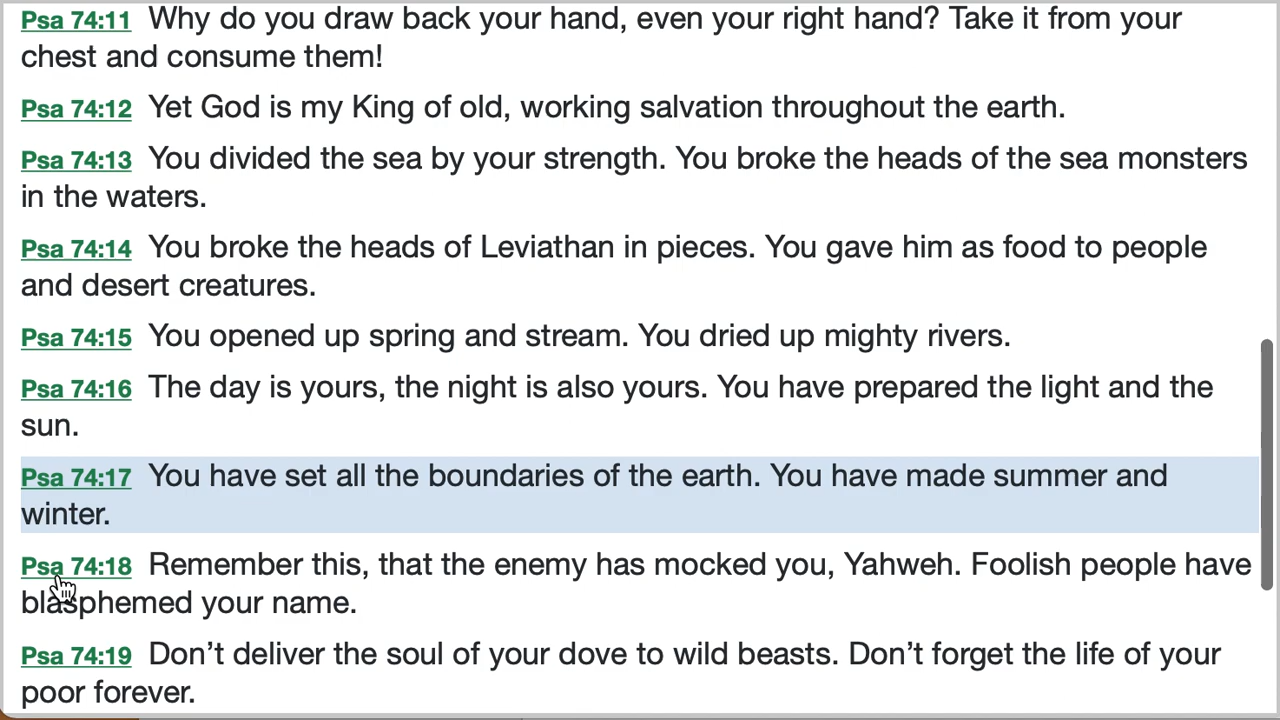 Psa 74:11 Why do you draw back your hand, even your right hand? Take it from your
chest and consume them!
Psa 74:12 Yet God is my King of old, working salvation throughout the earth.
Psa 74:13 You divided the sea by your strength. You broke the heads of the sea monsters
in the waters.
Psa 74:14 You broke the heads of Leviathan in pieces. You gave him as food to people
and desert creatures.
Psa 74:15 You opened up spring and stream. You dried up mighty rivers.
Psa 74:16 The day is yours, the night is also yours. You have prepared the light and the
sun.
Psa 74:17 You have set all the boundaries of the earth. You have made summer and
winter.
Psa 74:18 Remember this, that the enemy has mocked you, Yahweh. Foolish people have
blasphemed your name.
Psa 74:19 Don’t deliver the soul of your dove to wild beasts. Don’t forget the life of your
poor forever.